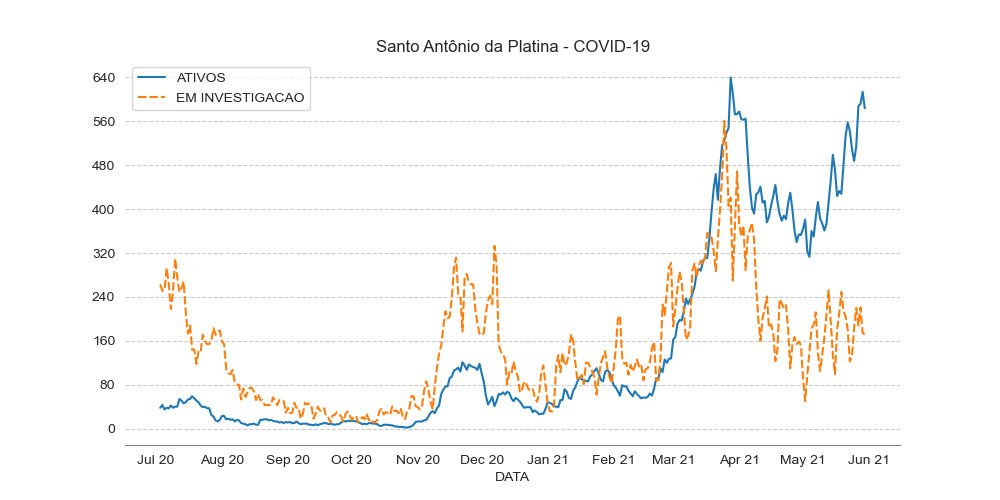 Santo Antônio da Platina - COVID-19
ATIVOS
EM INVESTIGACAO
640
560
480
400
320
240
160
80
0
Jul 20 Aug 20 Sep 20 Oct 20 Nov 20 Dec 20 Jan 21 Feb 21 Mar 21 Apr 21 May 21 Jun 21
DATA